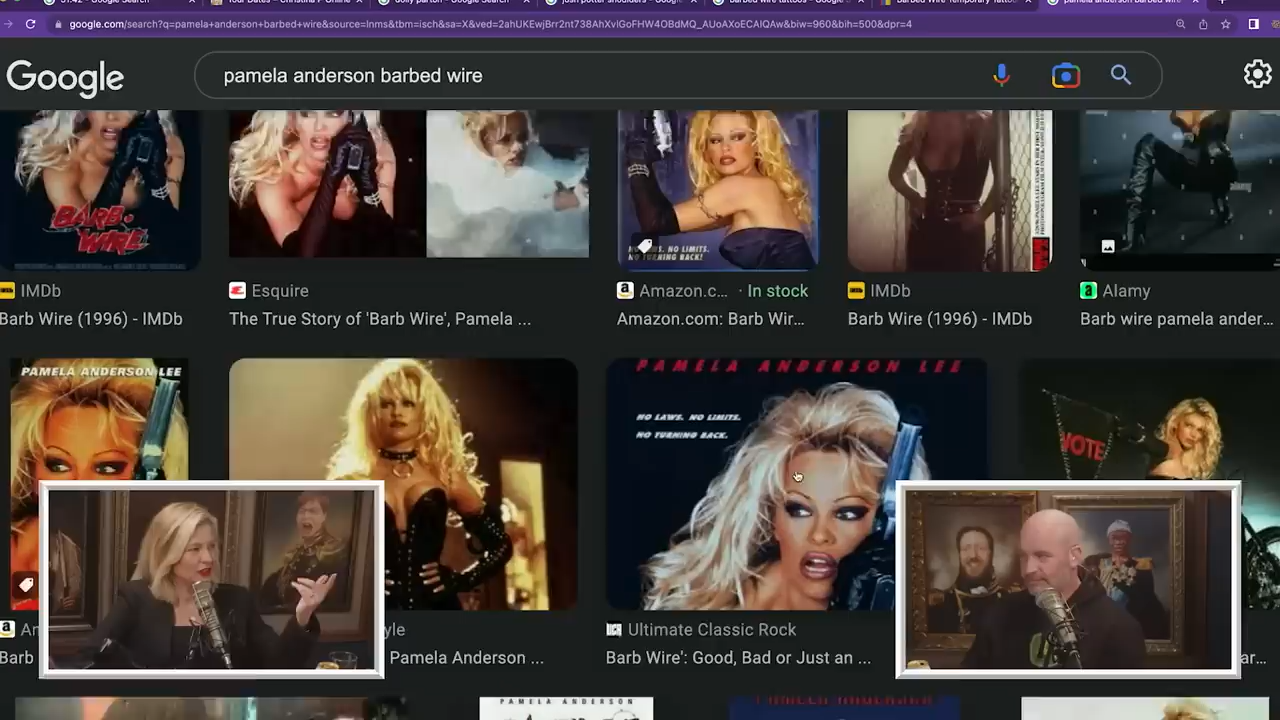 google.com/search?q=pamela+anderson+barbed+wire&source=lnms&tbm=isch&sa=X&ved=2ahUKEwjBrr2nt738AhXvIGoFHW4OBdMQ_AUoAXoECAIQAw&biw=960&bih=500&dpr=4
Google
pamela anderson barbed wire
BARB WIRE
NO LIMITS.
TURNING BACK!
IMDb
Esquire
Amazon.c... · In stock
IMDb
Alamy
Barb Wire (1996) - IMDb
The True Story of 'Barb Wire', Pamela ...
Amazon.com: Barb Wir...
Barb Wire (1996) - IMDb
Barb wire pamela ander...
PAMELA ANDERSON LEE
PAMELA ANDERSON LEE
NO LAWS. NO LIMITS.
NO TURNING BACK.
VOTE
Ultimate Classic Rock
Barb
Pamela Anderson ...
Barb Wire': Good, Bad or Just an ...
PAMELA ANDERSON